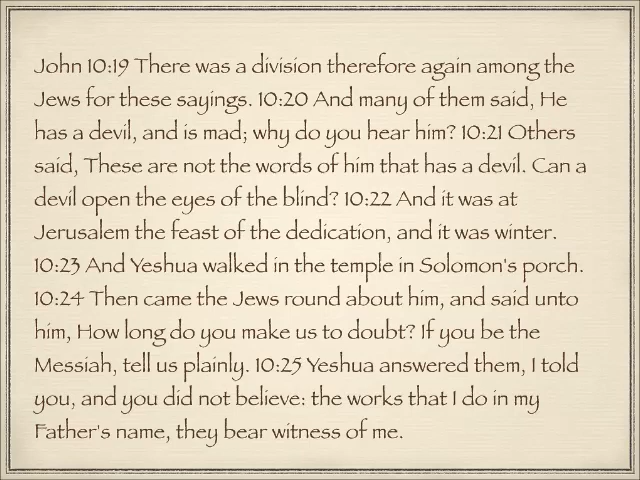 John 10:19 There was a division therefore again among the
Jews for these sayings. 10:20 And many of them said, He
has a devil, and is mad; why do you hear him? 10:21 Others
said, These are not the words of him that has a devil. Can a
devil open the eyes of the blind? 10:22 And it was at
Jerusalem the feast of the dedication, and it was winter.
10:23 And Yeshua walked in the temple in Solomon's porch.
10:24 Then came the Jews round about him, and said unto
him, How long do you make us to doubt? If you be the
Messiah, tell us plainly. 10:25 Yeshua answered them, I told
you, and you did not believe: the works that I do in my
Father's name, they bear witness of me.